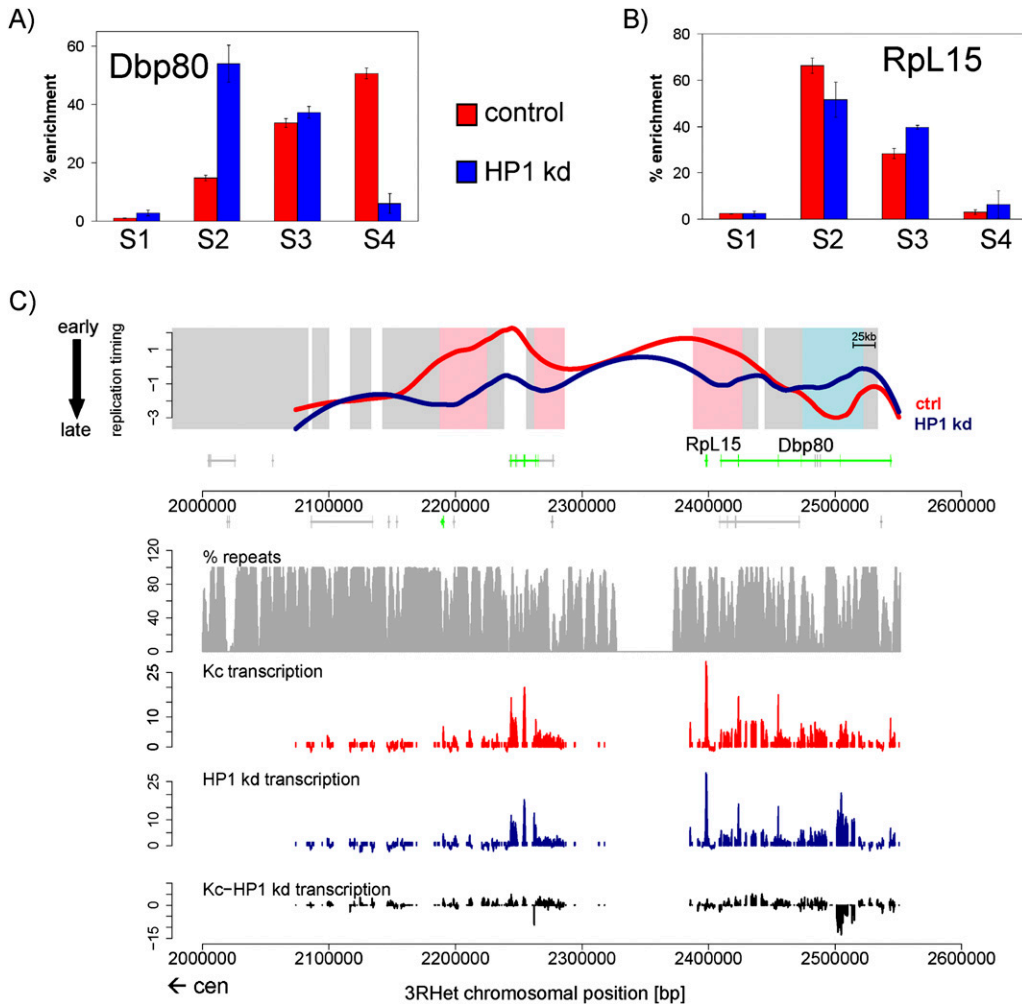 A)
Dbp80
% enrichment
60
40
20
0
S1 S2 S3 S4
control
HP1 kd
B)
RpL15
% enrichment
80
60
40
20
0
S1 S2 S3 S4
C)
early
late
replication timing
1
-1
-3
25kb
ctrl
HP1 kd
RpL15 Dbp80
2000000 2100000 2200000 2300000 2400000 2500000 2600000
% repeats
120
80
40
0
Kc transcription
25
10
0
HP1 kd transcription
25
10
0
Kc−HP1 kd transcription
0
−15
2000000 2100000 2200000 2300000 2400000 2500000 2600000
← cen
3RHet chromosomal position [bp]